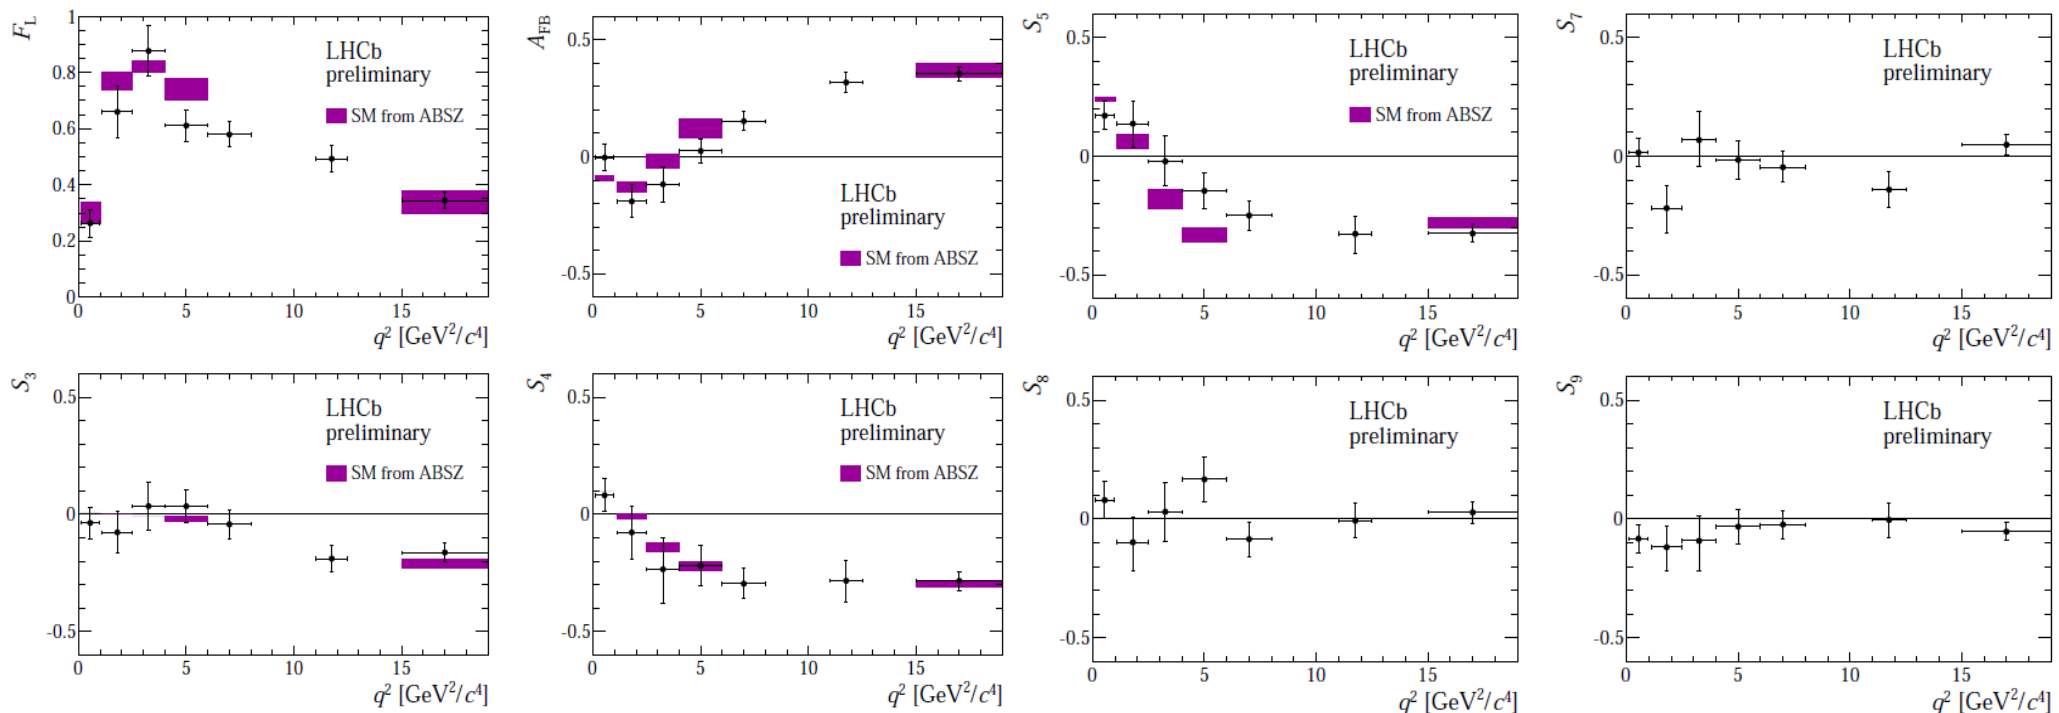 F_L
1
0.8
0.6
0.4
0.2
0
LHCb
preliminary
SM from ABSZ
0 5 10 15
q² [GeV²/c⁴]
A_FB
0.5
0
-0.5
LHCb
preliminary
SM from ABSZ
0 5 10 15
q² [GeV²/c⁴]
S₅
0.5
0
-0.5
LHCb
preliminary
SM from ABSZ
0 5 10 15
q² [GeV²/c⁴]
S₇
0.5
0
-0.5
LHCb
preliminary
0 5 10 15
q² [GeV²/c⁴]
S₃
0.5
0
-0.5
LHCb
preliminary
SM from ABSZ
0 5 10 15
q² [GeV²/c⁴]
S₄
0.5
0
-0.5
LHCb
preliminary
SM from ABSZ
0 5 10 15
q² [GeV²/c⁴]
S₈
0.5
0
-0.5
LHCb
preliminary
0 5 10 15
q² [GeV²/c⁴]
S₉
0.5
0
-0.5
LHCb
preliminary
0 5 10 15
q² [GeV²/c⁴]